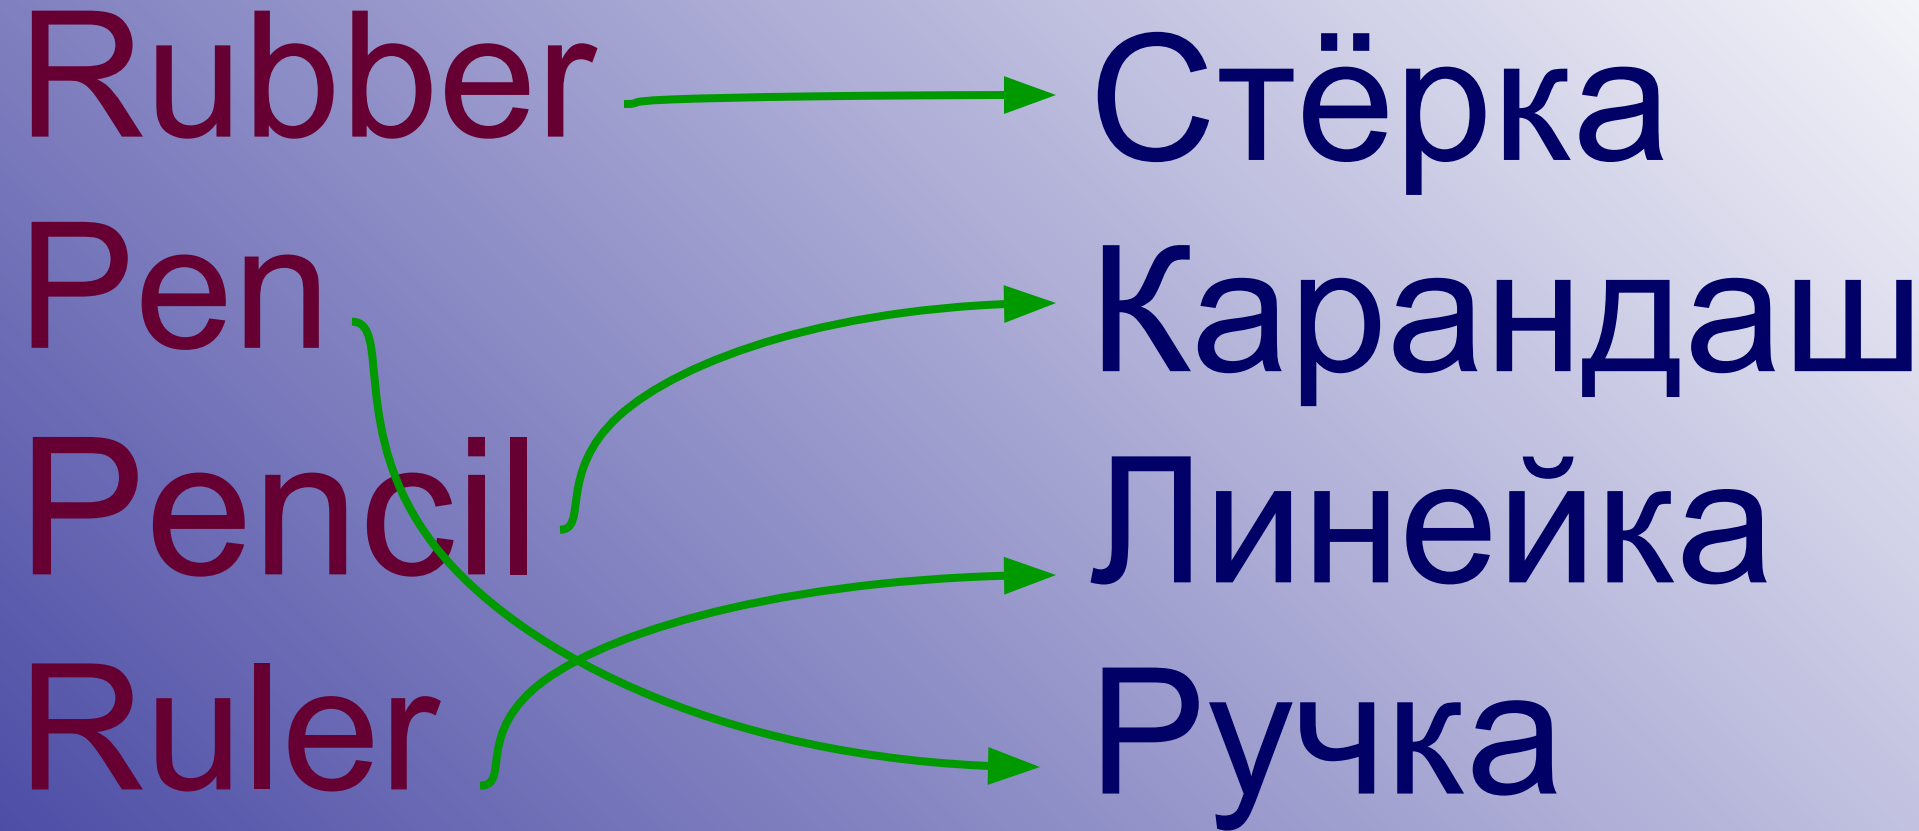 Rubber
Pen
Pencil
Ruler
Стёрка
Карандаш
Линейка
Ручка